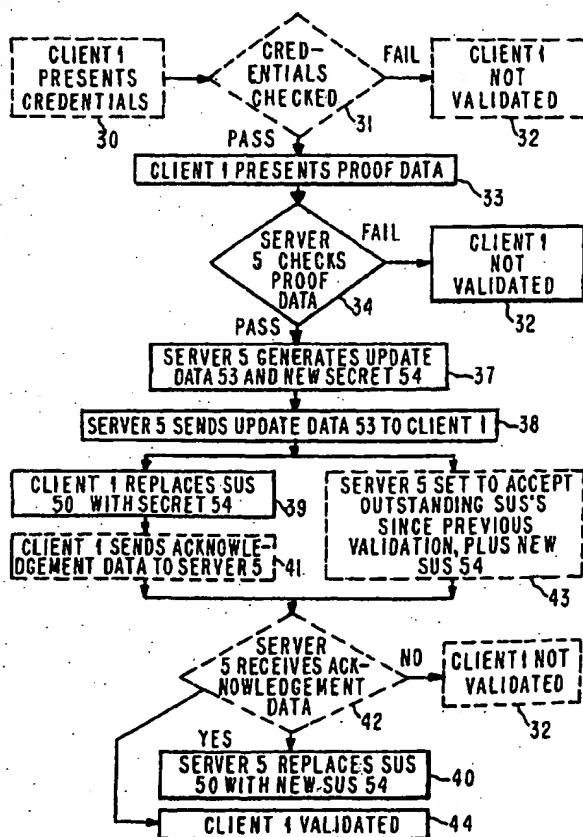 CLIENT 1
PRESENTS
CREDENTIALS
30
CRED-
ENTIALS
CHECKED
31
FAIL
CLIENT 1
NOT
VALIDATED
32
PASS
CLIENT 1 PRESENTS PROOF DATA
33
SERVER
5 CHECKS
PROOF
DATA
34
FAIL
CLIENT 1
NOT
VALIDATED
32
PASS
SERVER 5 GENERATES UPDATE
DATA 53 AND NEW SECRET 54
37
SERVER 5 SENDS UPDATE DATA 53 TO CLIENT 1
38
CLIENT 1 REPLACES SUS
50 WITH SECRET 54
39
CLIENT 1 SENDS ACKNOWLE-
DGEMENT DATA TO SERVER 5
41
SERVER 5 SET TO ACCEPT
OUTSTANDING SUS'S
SINCE PREVIOUS
VALIDATION, PLUS NEW
SUS 54
43
SERVER
5 RECEIVES ACK-
NOWLEDGEMENT
DATA
42
NO
CLIENT 1 NOT
VALIDATED
32
YES
SERVER 5 REPLACES SUS
50 WITH NEW SUS 54
40
CLIENT 1 VALIDATED
44